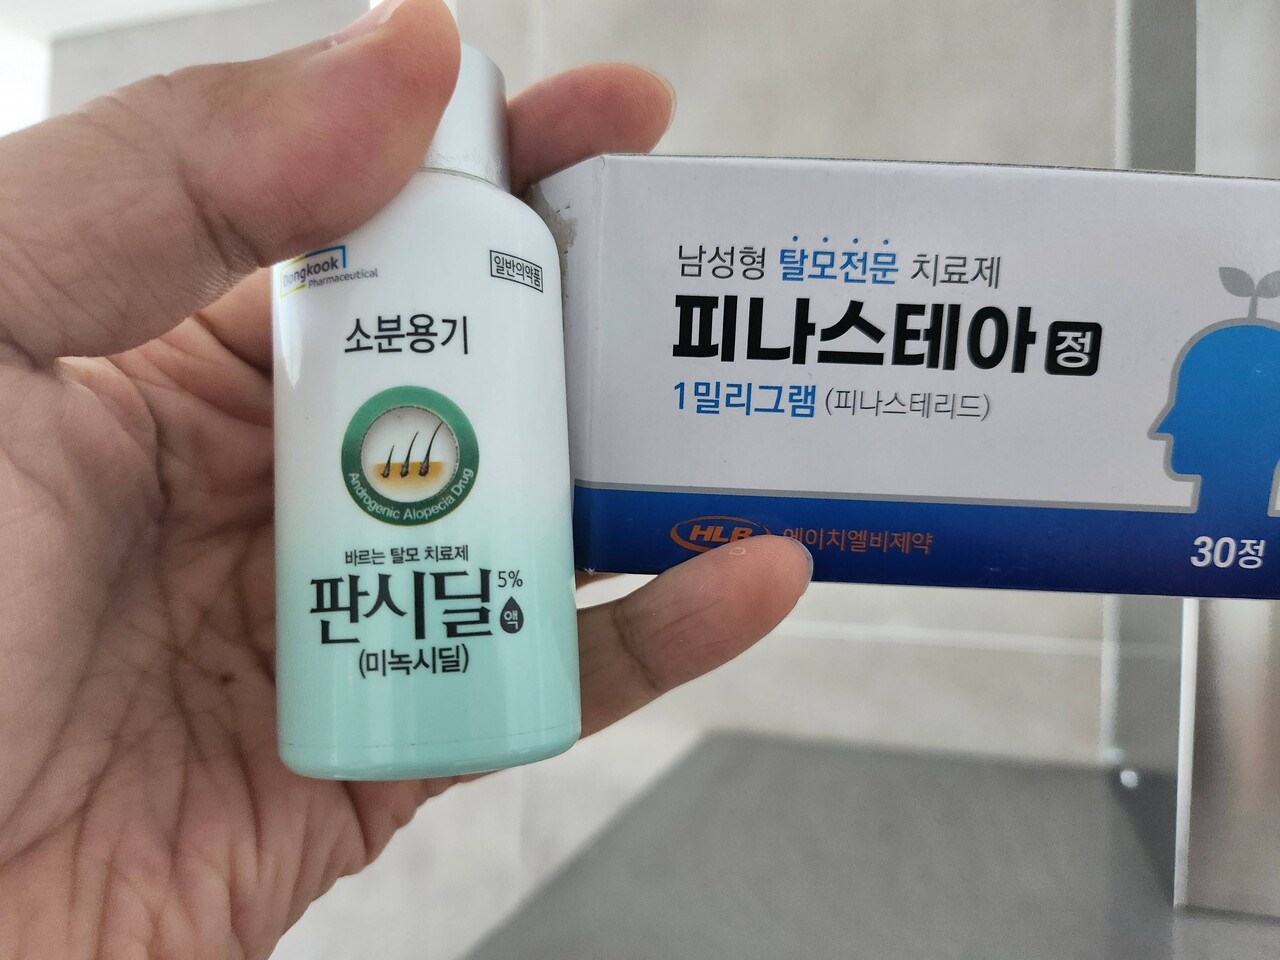 Dongkook
Pharmaceutical
일반의약품
소분용기
Androgenic Alopecia Drug
바르는 탈모 치료제
판시딜 5% 액
(미녹시딜)
남성형 탈모전문 치료제
피나스테아 정
1밀리그램 (피나스테리드)
HLB 에이치엘비제약
30정